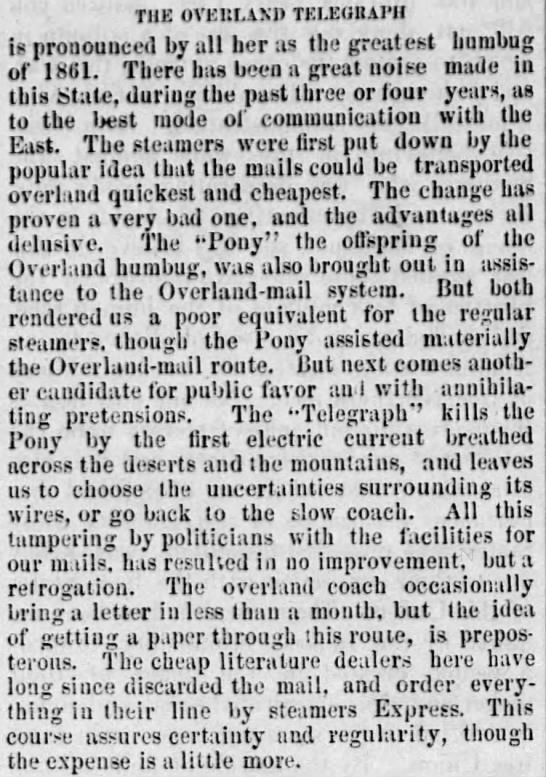 THE OVERLAND TELEGRAPH
is pronounced by all her as the greatest humbug
of 1861. There has been a great noise made in
this State, during the past three or four years, as
to the best mode of communication with the
East. The steamers were first put down by the
popular idea that the mails could be transported
overland quickest and cheapest. The change has
proven a very bad one, and the advantages all
delusive. The "Pony" the offspring of the
Overland humbug, was also brought out in assis-
tance to the Overland-mail system. But both
rendered us a poor equivalent for the regular
steamers, though the Pony assisted materially
the Overland-mail route. But next comes anoth-
er candidate for public favor and with annihila-
ting pretensions. The "Telegraph" kills the
Pony by the first electric current breathed
across the deserts and the mountains, and leaves
us to choose the uncertainties surrounding its
wires, or go back to the slow coach. All this
tampering by politicians with the facilities for
our mails, has resulted in no improvement, but a
retrogation. The overland coach occasionally
bring a letter in less than a month, but the idea
of getting a paper through this route, is prepos-
terous. The cheap literature dealers here have
long since discarded the mail, and order every-
thing in their line by steamers Express. This
course assures certainty and regularity, though
the expense is a little more.